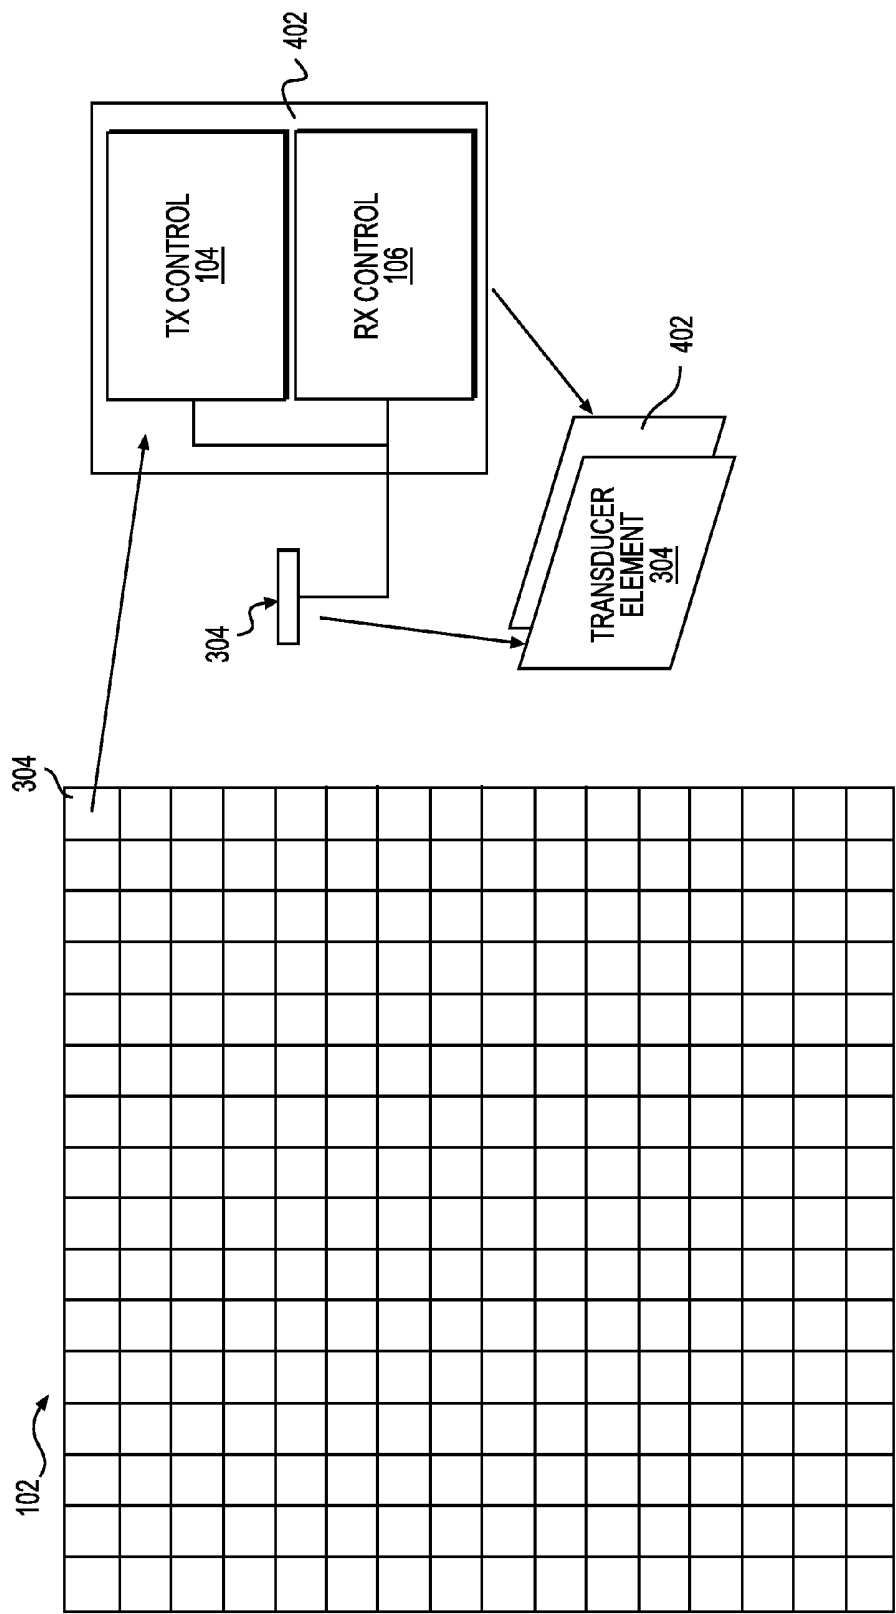 102
304
304
TX CONTROL
104
RX CONTROL
106
402
TRANSDUCER
ELEMENT
304
402